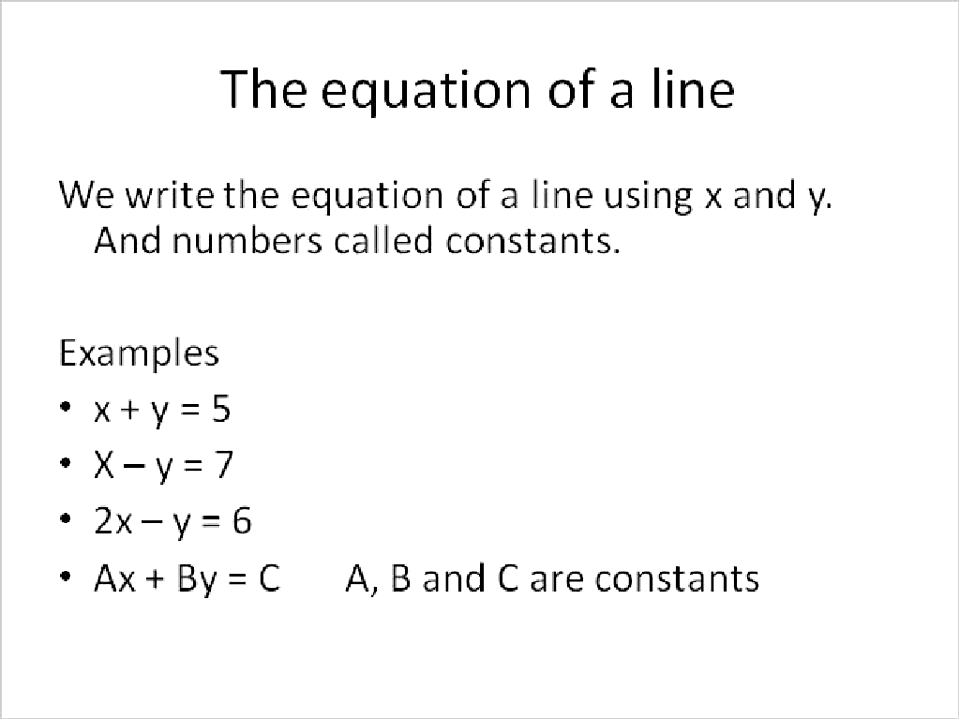 The equation of a line
We write the equation of a line using x and y.
And numbers called constants.
Examples
• x + y = 5
• X – y = 7
• 2x – y = 6
• Ax + By = C A, B and C are constants